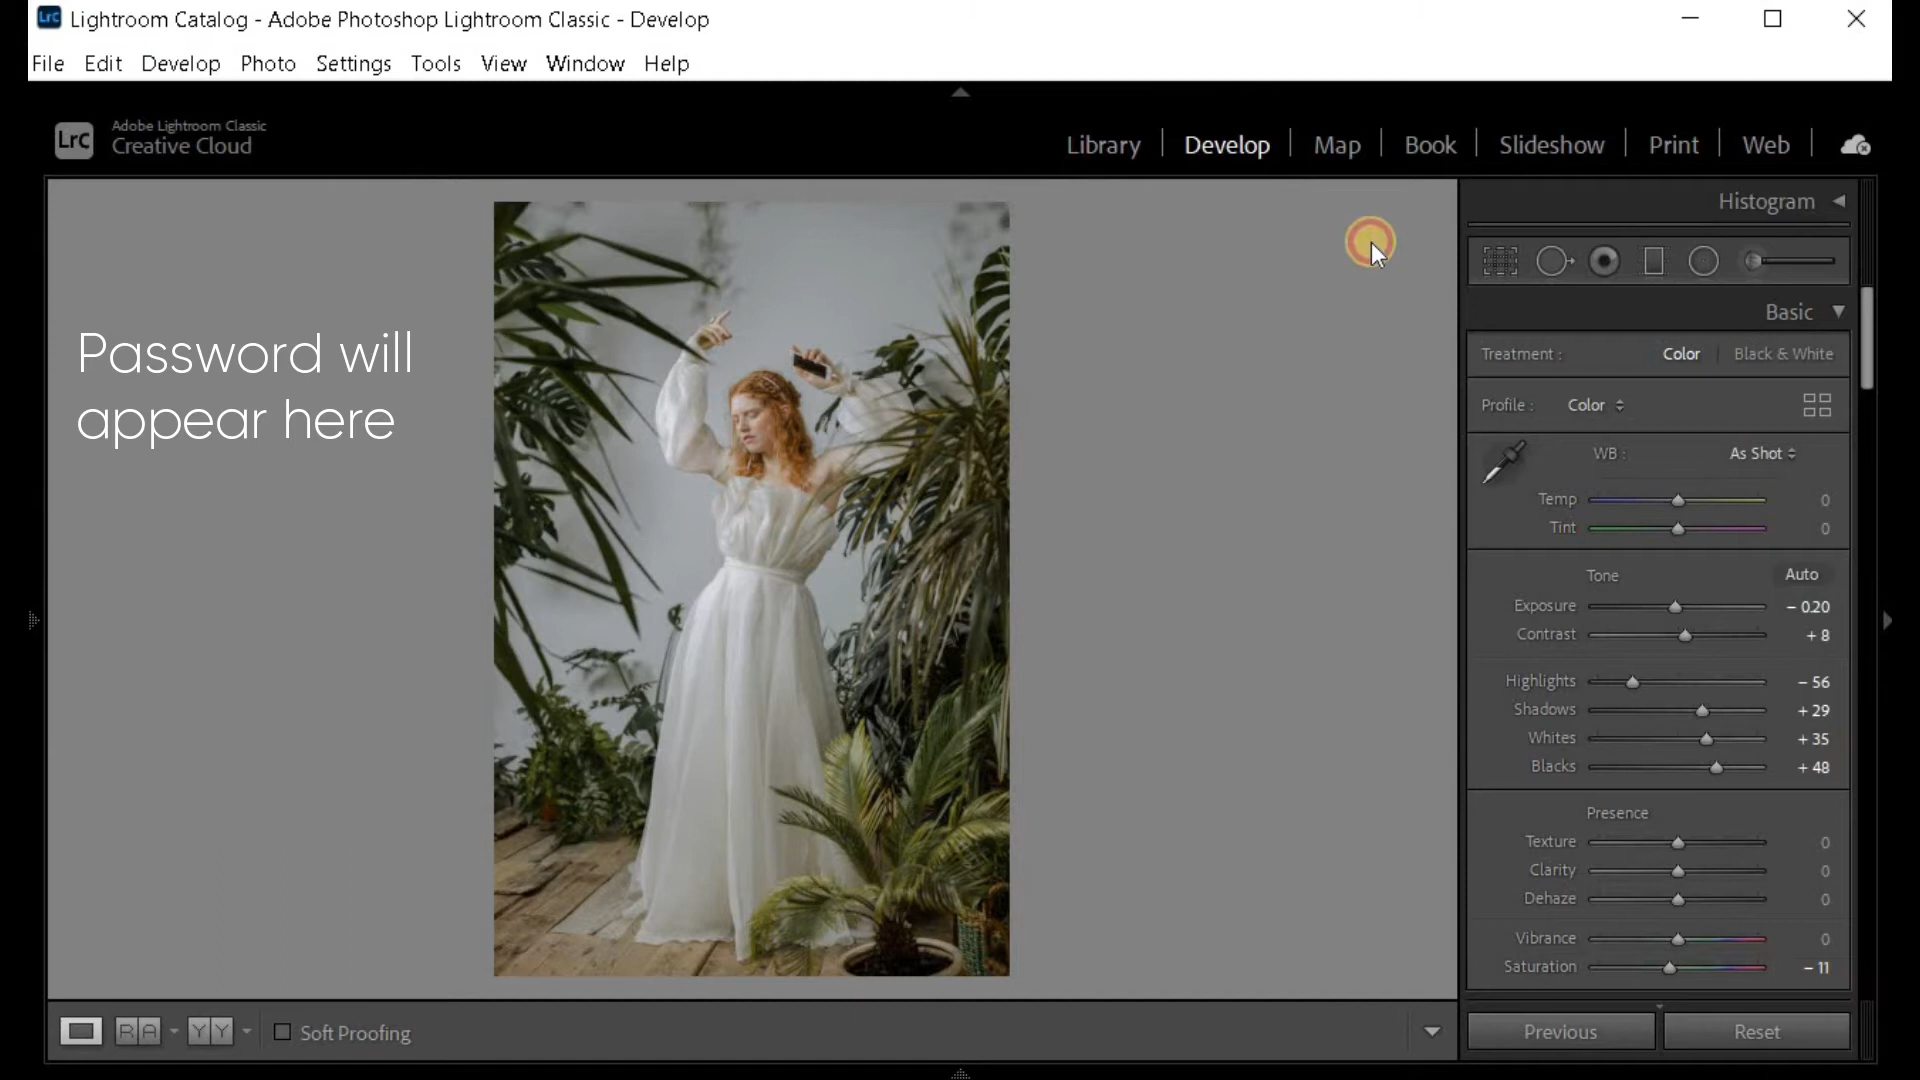 Lightroom Catalog - Adobe Photoshop Lightroom Classic - Develop
File Edit Develop Photo Settings Tools View Window Help
LrC Adobe Lightroom Classic
Creative Cloud
Library Develop Map Book Slideshow Print Web
Histogram
Basic
Treatment : Color Black & White
Profile : Color
WB : As Shot
Temp 0
Tint 0
Tone Auto
Exposure – 0.20
Contrast + 8
Highlights – 56
Shadows + 29
Whites + 35
Blacks + 48
Presence
Texture 0
Clarity 0
Dehaze 0
Vibrance 0
Saturation – 11
Previous Reset
Password will
appear here
R A Y Y Soft Proofing